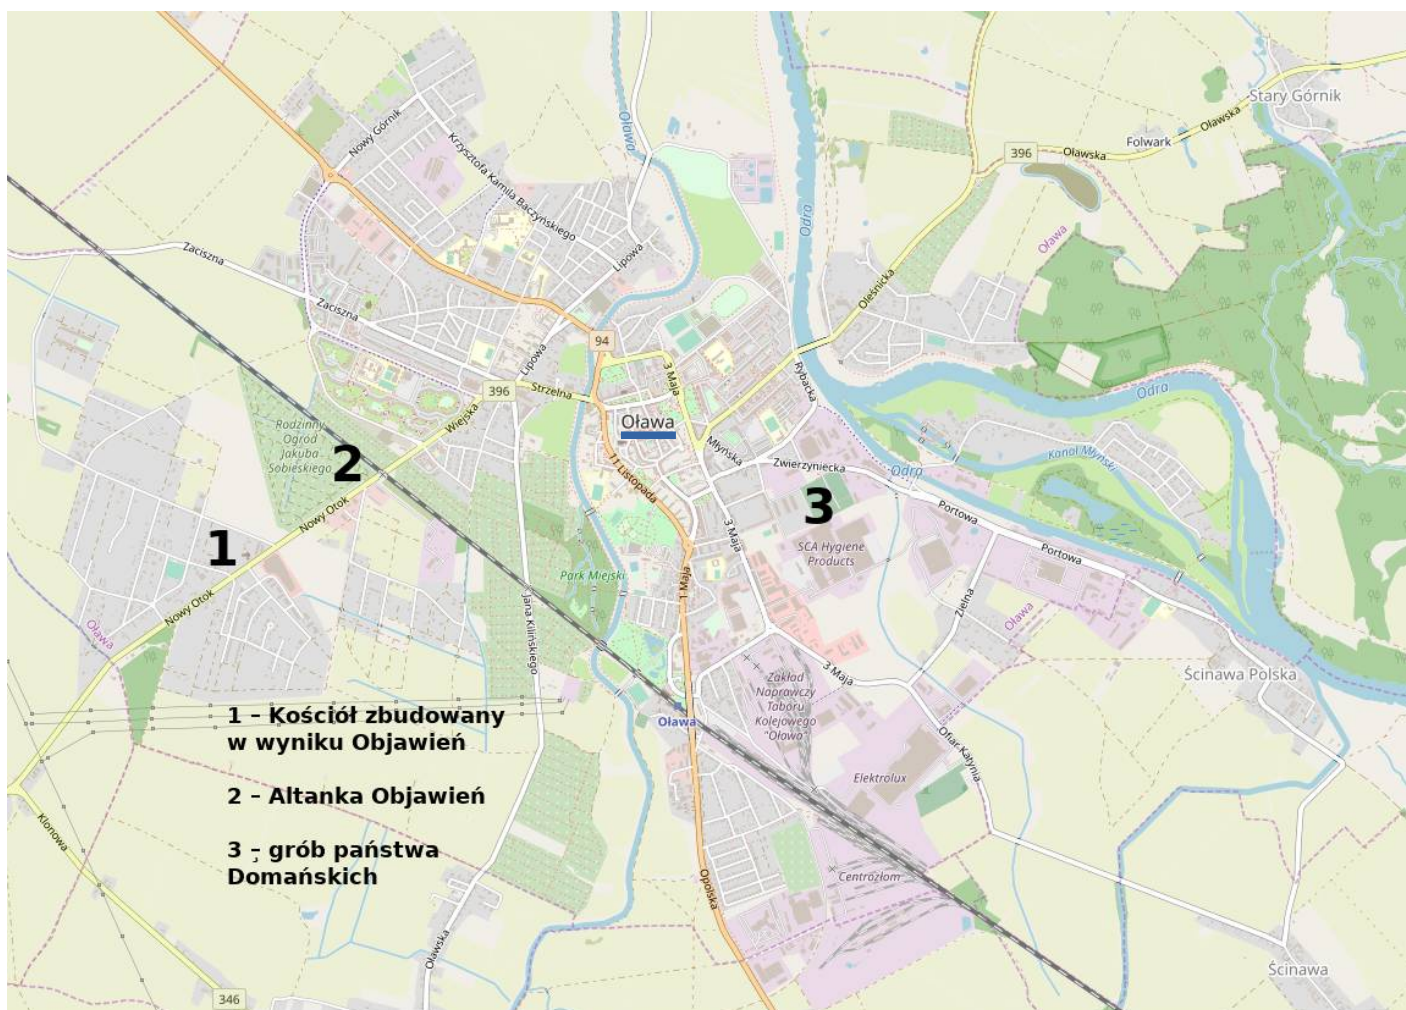 Stary Górnik
Oławska
Folwark
396
Oławska
Nowy Górnik
Krzysztofa Kamila Baczyńskiego
Oława
Odra
Oława
Oleśnicka
Zaciszna
Lipowa
Zaciszna
94
Lipowa
3 Maja
Rybacka
396
Strzelna
Odra
Wiejska
Oława
Rodzinny
Ogród
Jakuba
Sobieskiego
2
11 Listopada
Młyńska
Zwierzyniecka
Odra
Kanał Młyński
3
Nowy Otok
1
3 Maja
SCA Hygiene
Products
Portowa
Portowa
Park Miejski
1 Maja
Nowy Otok
Oława
Jana Kilińskiego
Zielna
Oława
3 Maja
Ścinawa Polska
Zakład
Naprawczy
Taboru
Kolejowego
"Oława"
Oława
Ofiar Katynia
Elektrolux
1 – Kościół zbudowany
w wyniku Objawień
2 – Altanka Objawień
3 – grób państwa
Domańskich
Klonowa
Opolska
Centrozłom
Oławska
Ścinawa
346